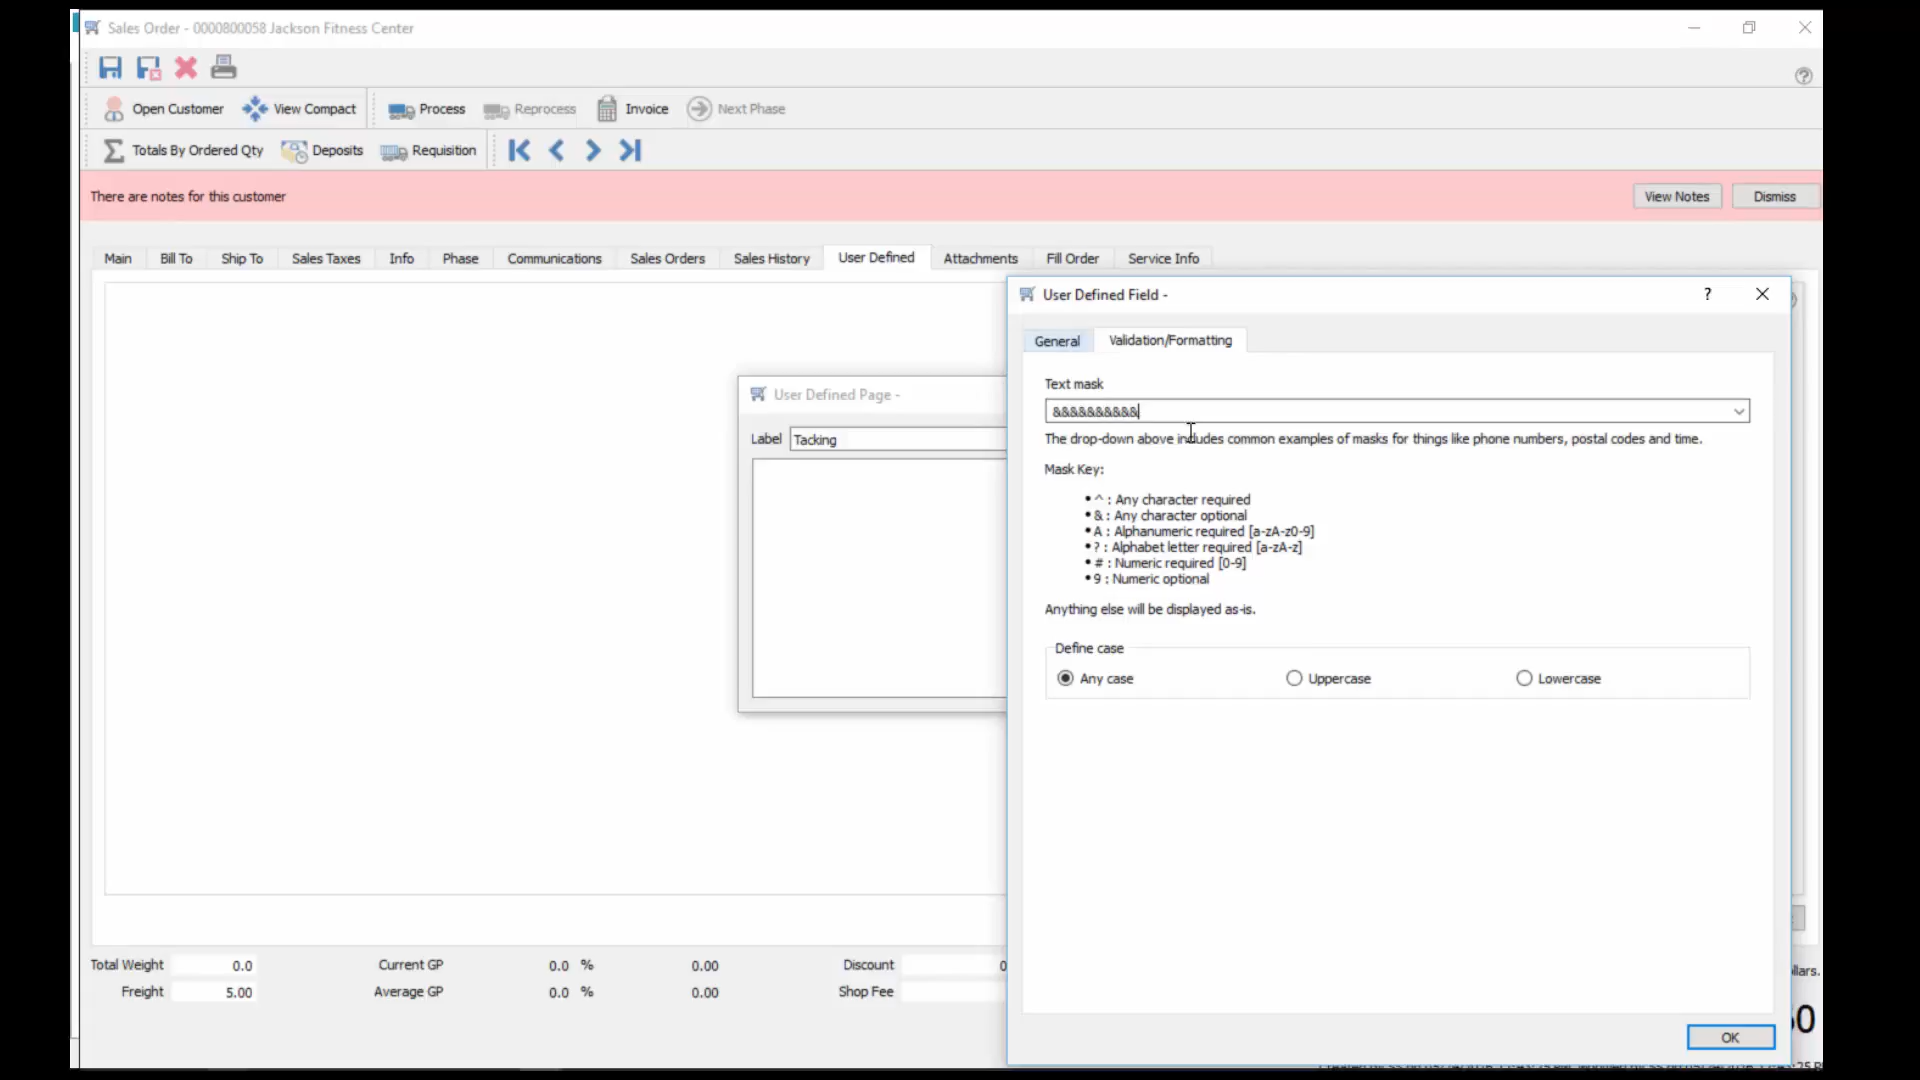 Sales Order - 0000800058 Jackson Fitness Center
Open Customer View Compact Process Reprocess Invoice Next Phase
Totals By Ordered Qty Deposits Requisition
There are notes for this customer View Notes Dismiss
Main Bill To Ship To Sales Taxes Info Phase Communications Sales Orders Sales History User Defined Attachments Fill Order Service Info
User Defined Field -
General Validation/Formatting
Text mask
&&&&&&&&&&
The drop-down above includes common examples of masks for things like phone numbers, postal codes and time.
Mask Key:
• ^ : Any character required
• & : Any character optional
• A : Alphanumeric required [a-zA-z0-9]
• ? : Alphabet letter required [a-zA-z]
• # : Numeric required [0-9]
• 9 : Numeric optional
Anything else will be displayed as-is.
Define case
Any case Uppercase Lowercase
OK
User Defined Page -
Label Tacking
Total Weight 0.0 Current GP 0.0 % 0.00 Discount 0
Freight 5.00 Average GP 0.0 % 0.00 Shop Fee